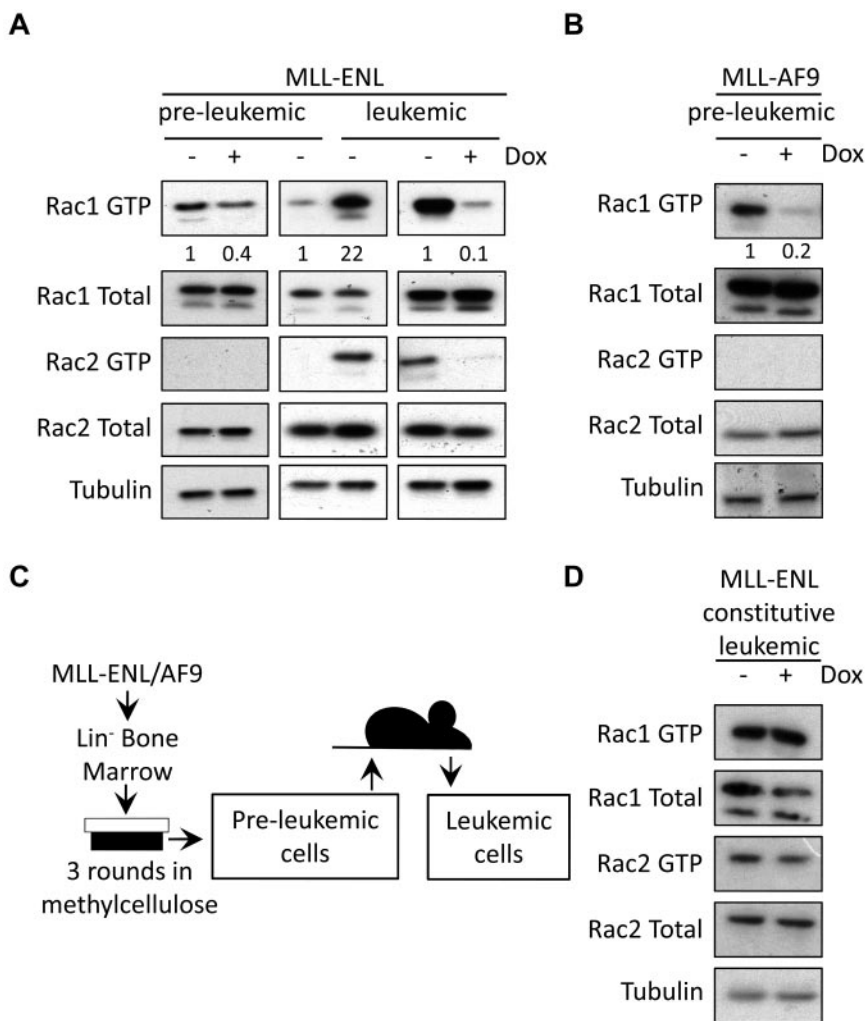 A
MLL-ENL
pre-leukemic leukemic
- + - - - + Dox
Rac1 GTP
1 0.4 1 22 1 0.1
Rac1 Total
Rac2 GTP
Rac2 Total
Tubulin
B
MLL-AF9
pre-leukemic
- + Dox
Rac1 GTP
1 0.2
Rac1 Total
Rac2 GTP
Rac2 Total
Tubulin
C
MLL-ENL/AF9
Lin⁻ Bone
Marrow
3 rounds in
methylcellulose
Pre-leukemic
cells
Leukemic
cells
D
MLL-ENL
constitutive
leukemic
- + Dox
Rac1 GTP
Rac1 Total
Rac2 GTP
Rac2 Total
Tubulin